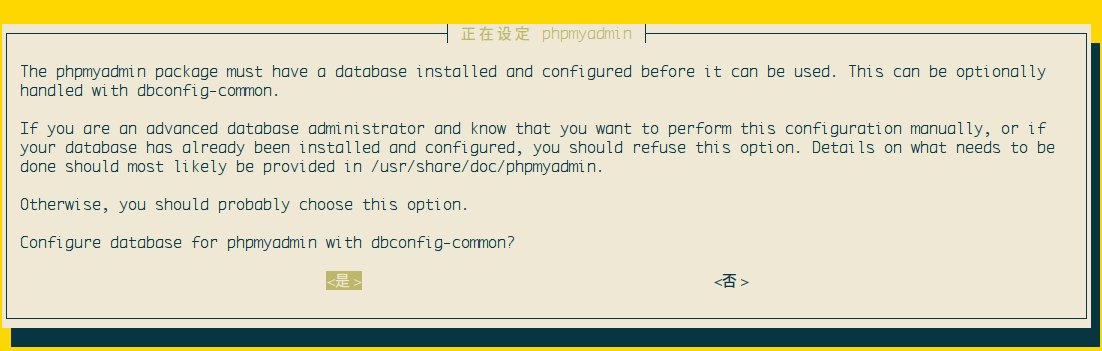 正在设定 phpmyadmin
The phpmyadmin package must have a database installed and configured before it can be used. This can be optionally
handled with dbconfig-common.
If you are an advanced database administrator and know that you want to perform this configuration manually, or if
your database has already been installed and configured, you should refuse this option. Details on what needs to be
done should most likely be provided in /usr/share/doc/phpmyadmin.
Otherwise, you should probably choose this option.
Configure database for phpmyadmin with dbconfig-common?
<是> <否>